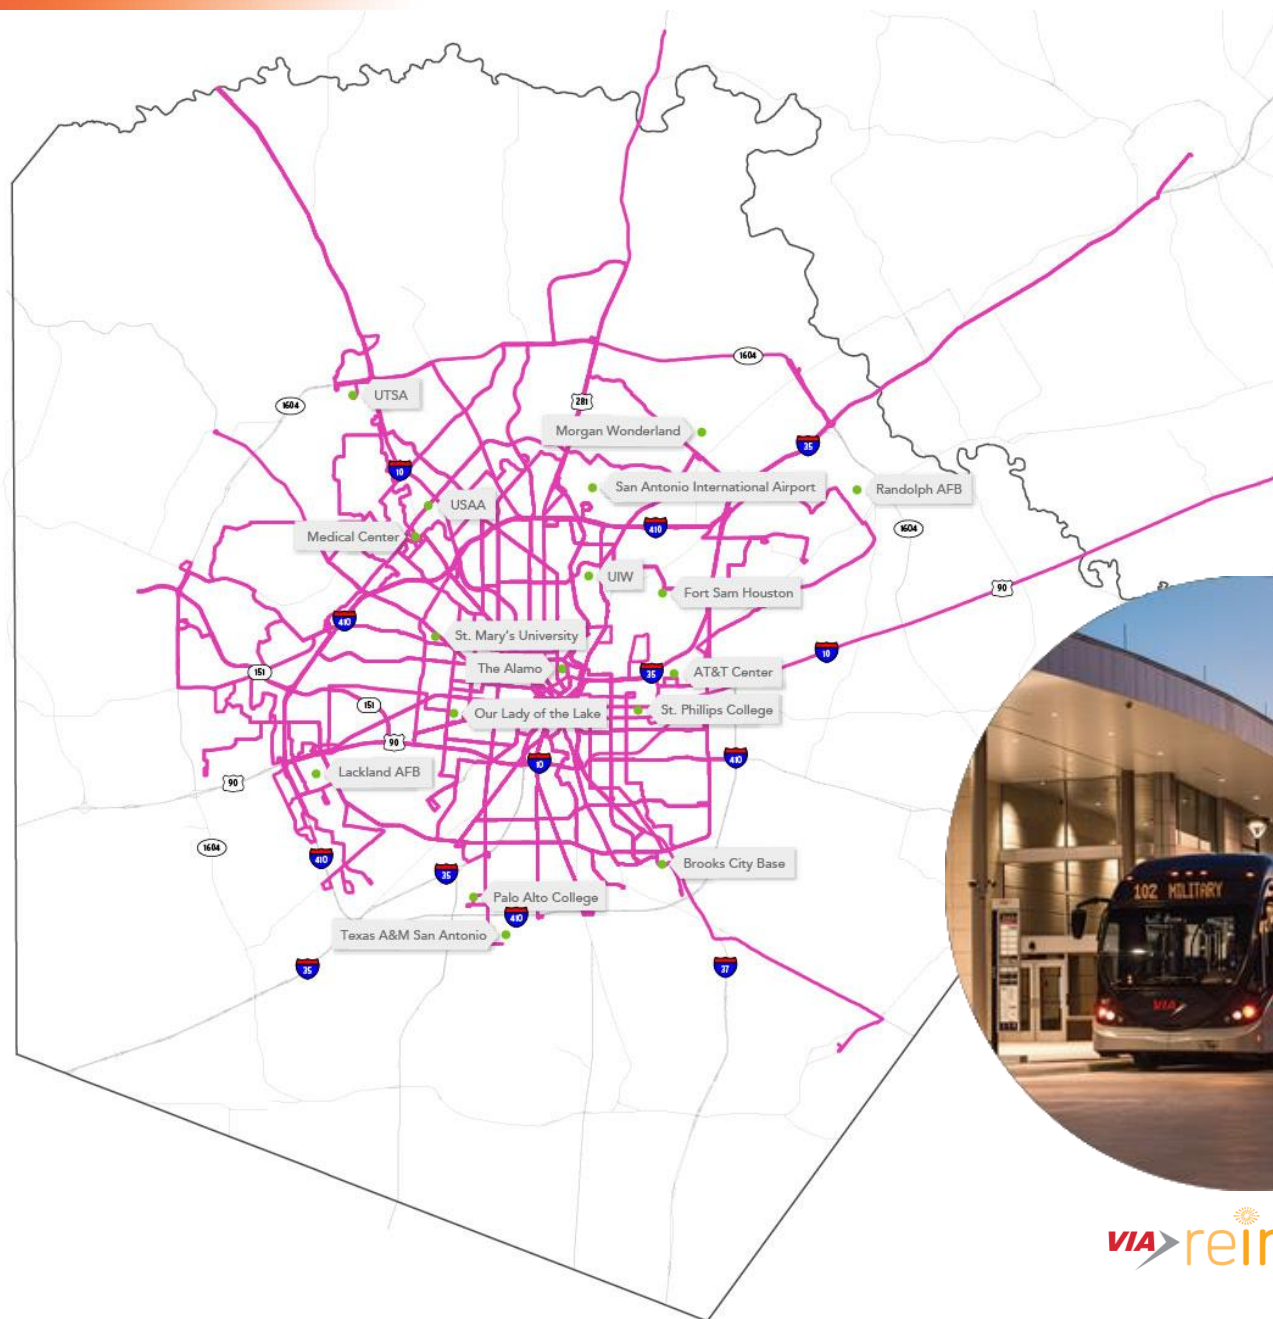 1604
UTSA
1604
281
Morgan Wonderland
35
10
San Antonio International Airport
Randolph AFB
USAA
410
1604
Medical Center
UIW
90
Fort Sam Houston
410
St. Mary's University
10
The Alamo
35
AT&T Center
151
151
Our Lady of the Lake
St. Phillips College
90
10
410
Lackland AFB
90
1604
410
35
Brooks City Base
Palo Alto College
410
Texas A&M San Antonio
35
37
102 MILITARY
VIA
VIA rein